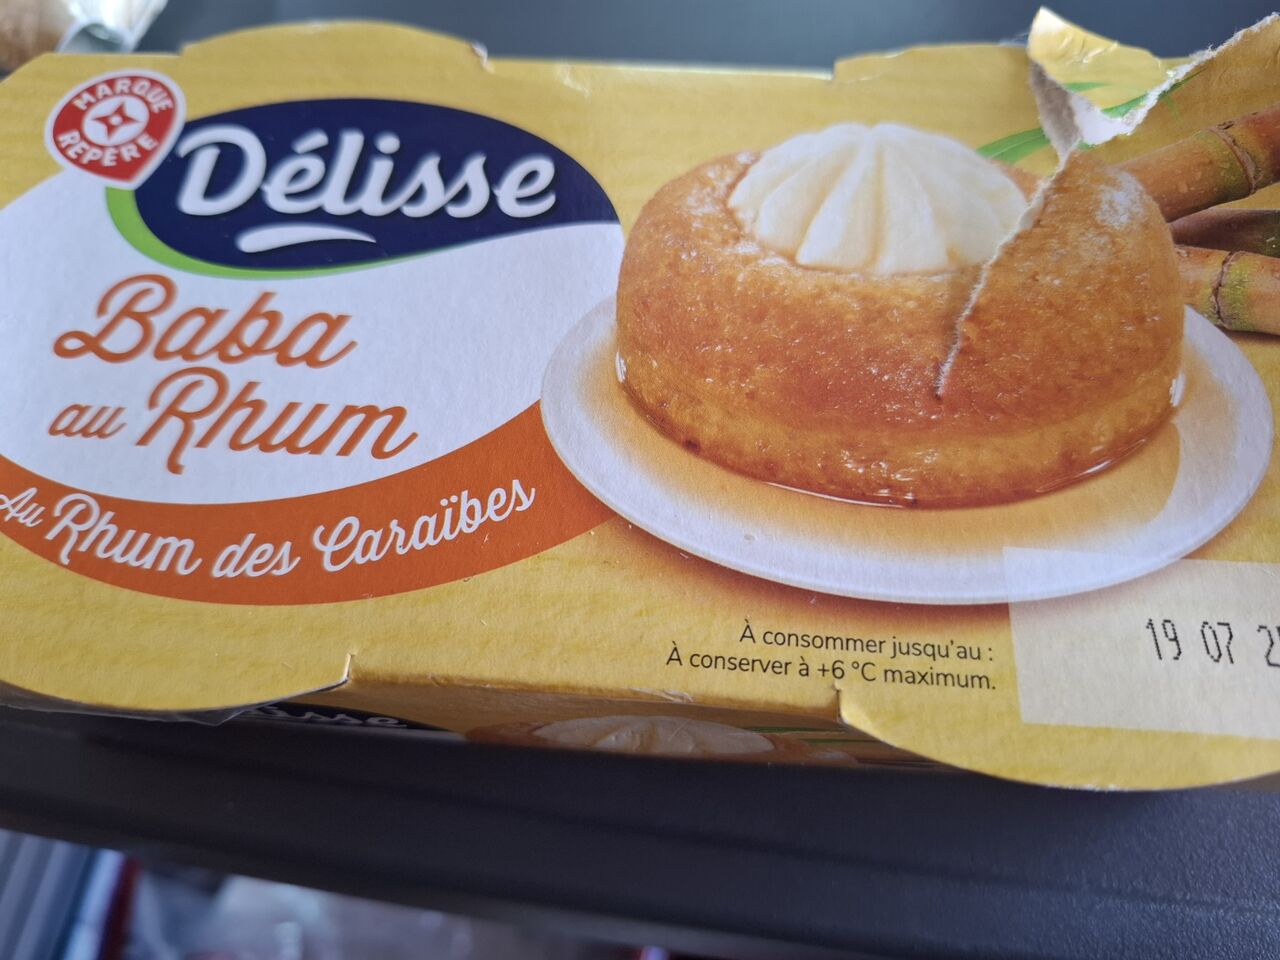 MARQUE
REPÈRE
Délisse
Baba
au Rhum
Au Rhum des Caraïbes
À consommer jusqu'au :
À conserver à +6 °C maximum.
19 07